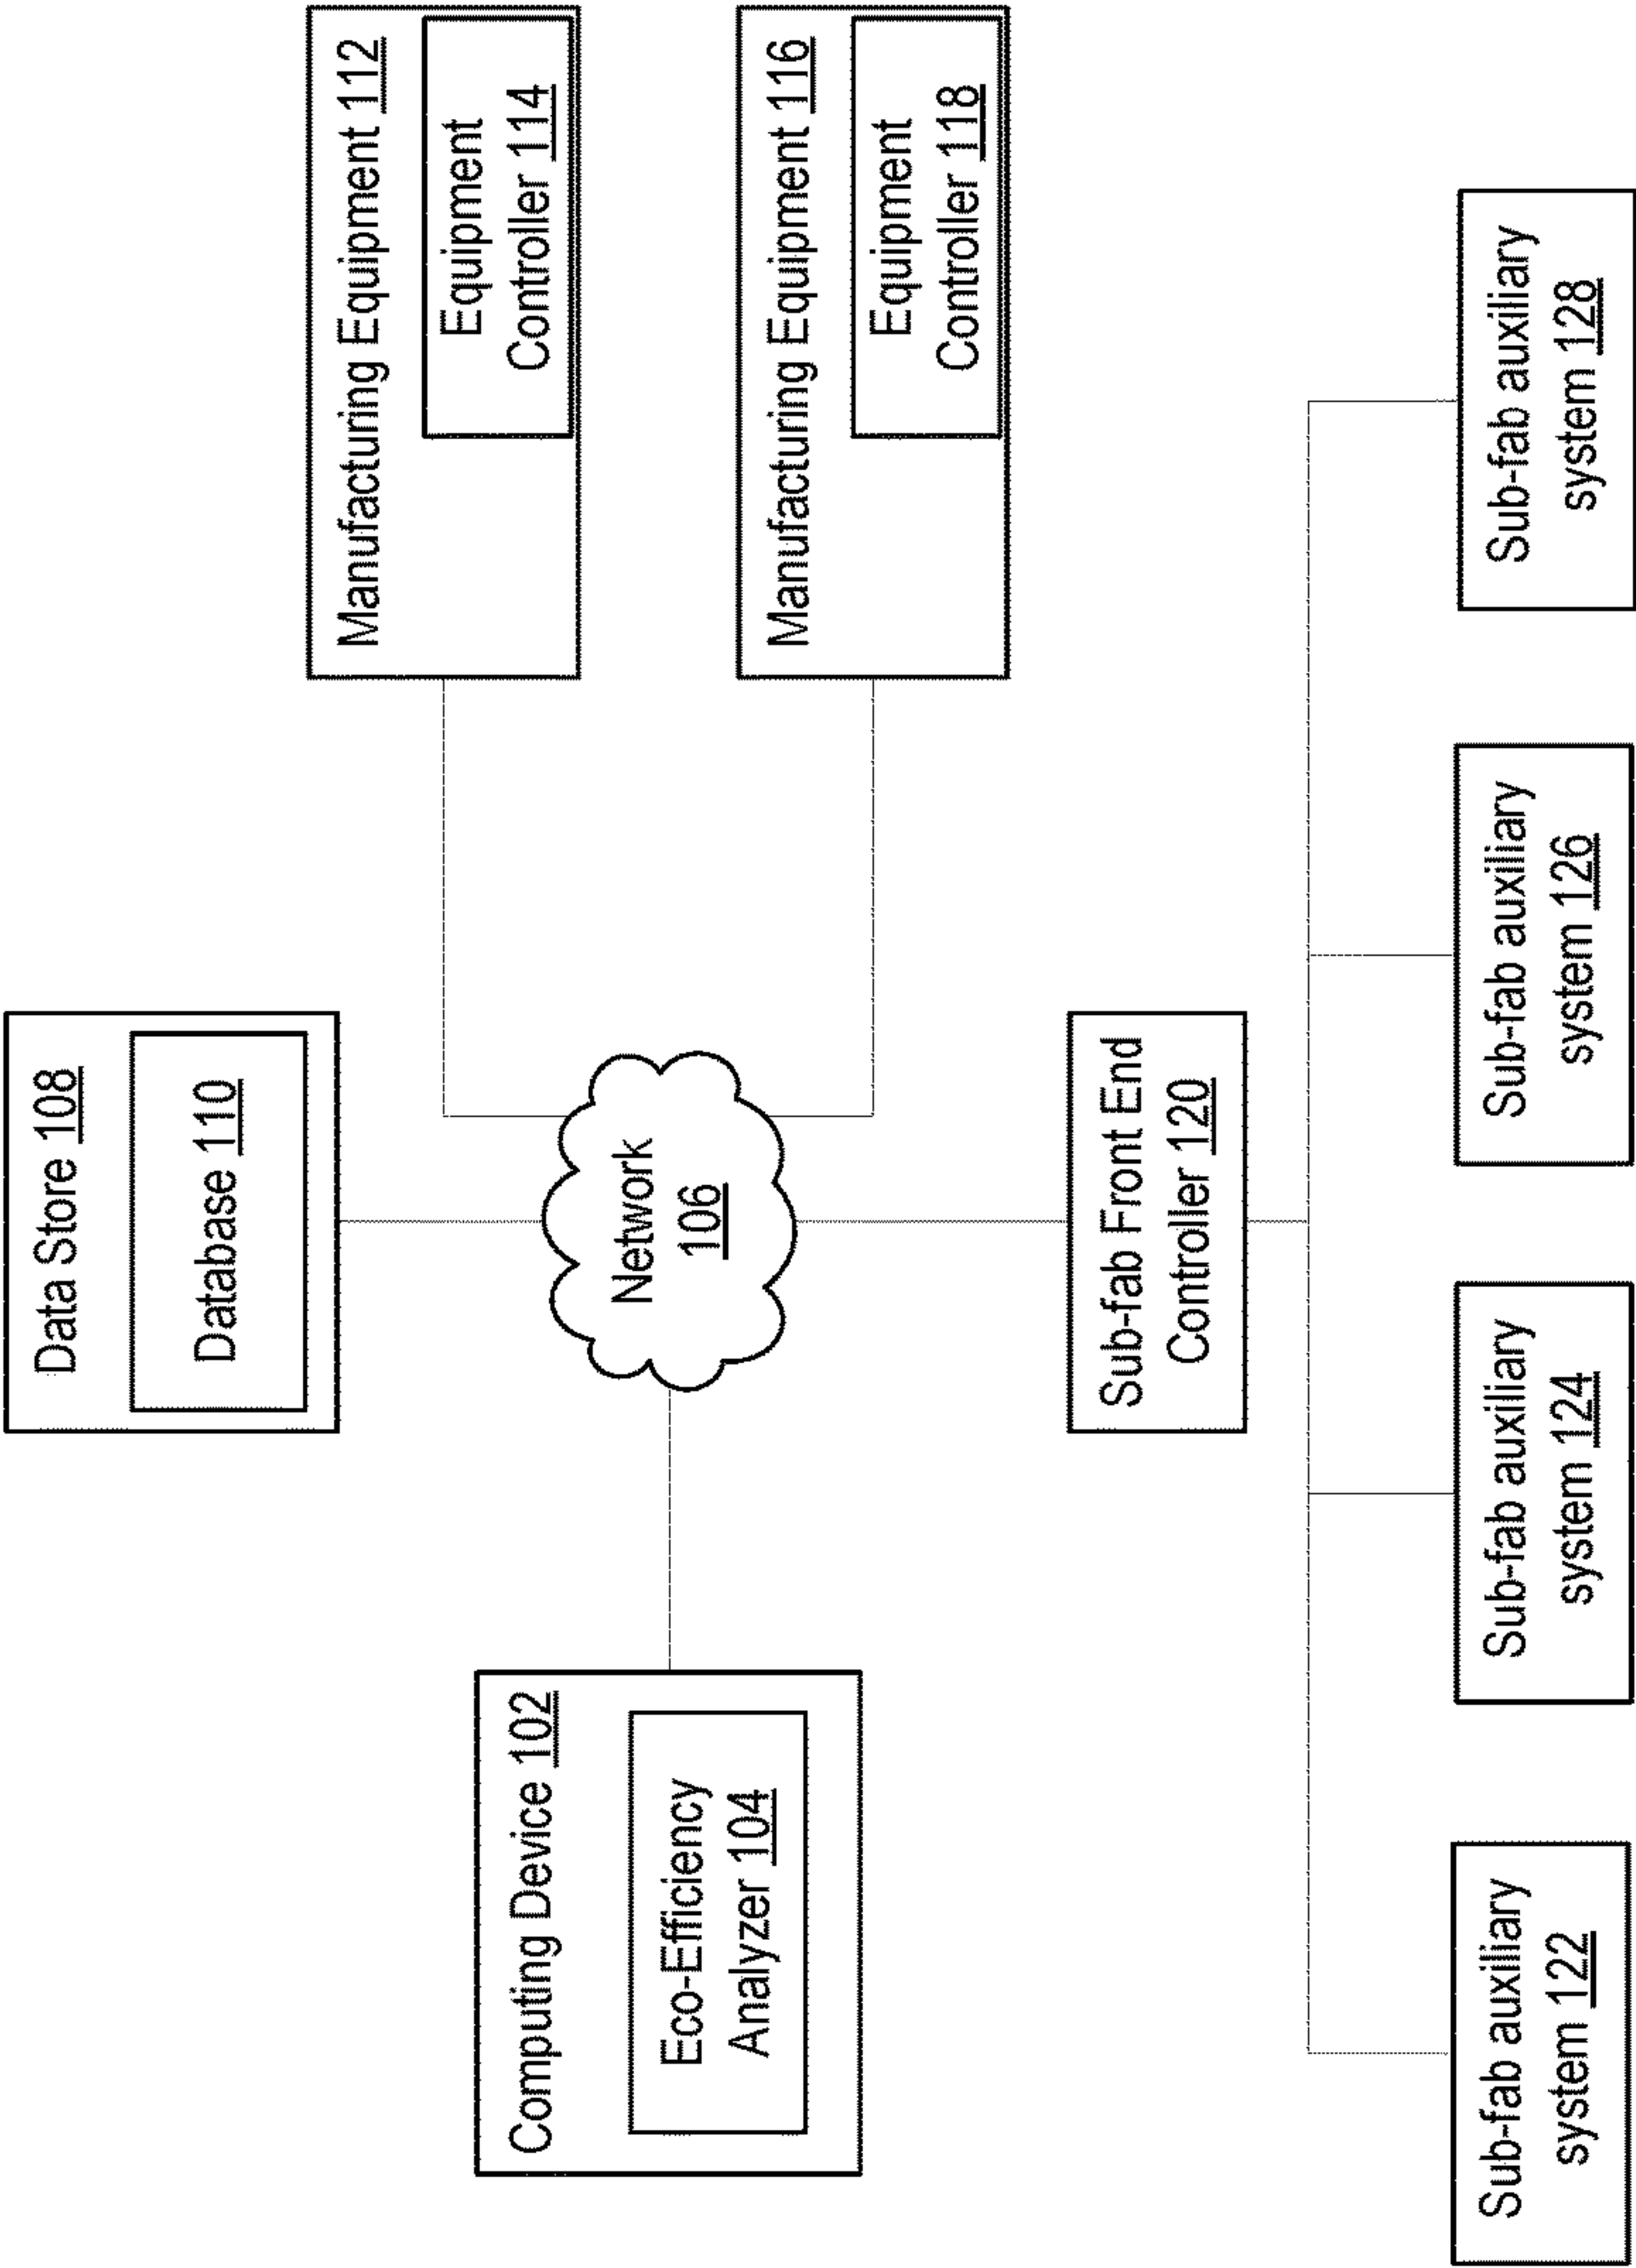 Data Store 108
Database 110
Manufacturing Equipment 112
Equipment
Controller 114
Computing Device 102
Eco-Efficiency
Analyzer 104
Network
106
Manufacturing Equipment 116
Equipment
Controller 118
Sub-fab Front End
Controller 120
Sub-fab auxiliary
system 122
Sub-fab auxiliary
system 124
Sub-fab auxiliary
system 126
Sub-fab auxiliary
system 128